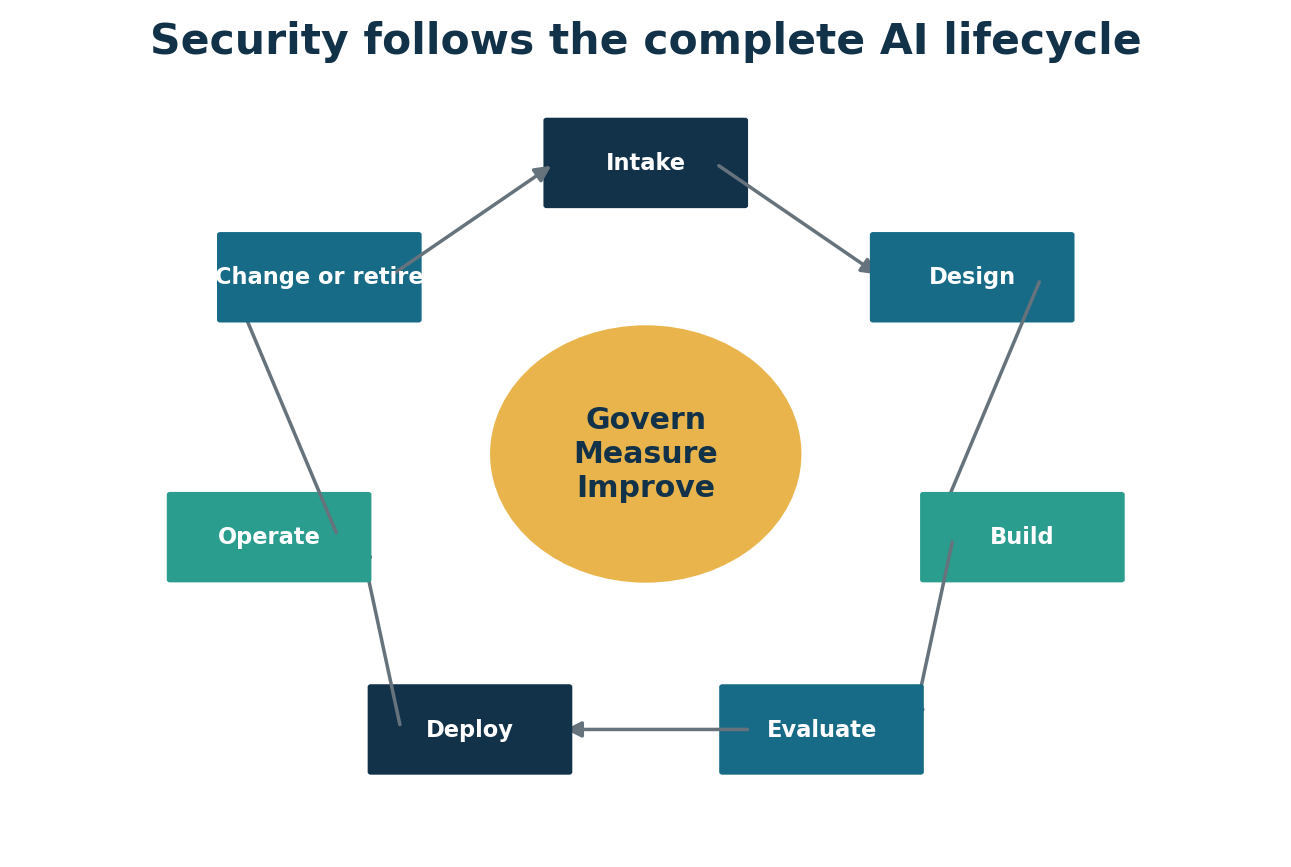 Security follows the complete AI lifecycle
Intake
Change or retire
Design
Govern
Measure
Improve
Operate
Build
Deploy
Evaluate